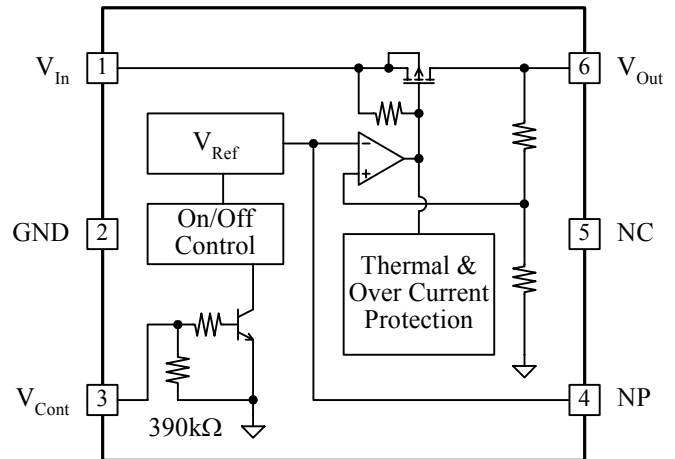 V_In
1
6
V_Out
V_Ref
−
+
GND
2
On/Off
Control
5
NC
Thermal &
Over Current
Protection
V_Cont
3
390kΩ
4
NP